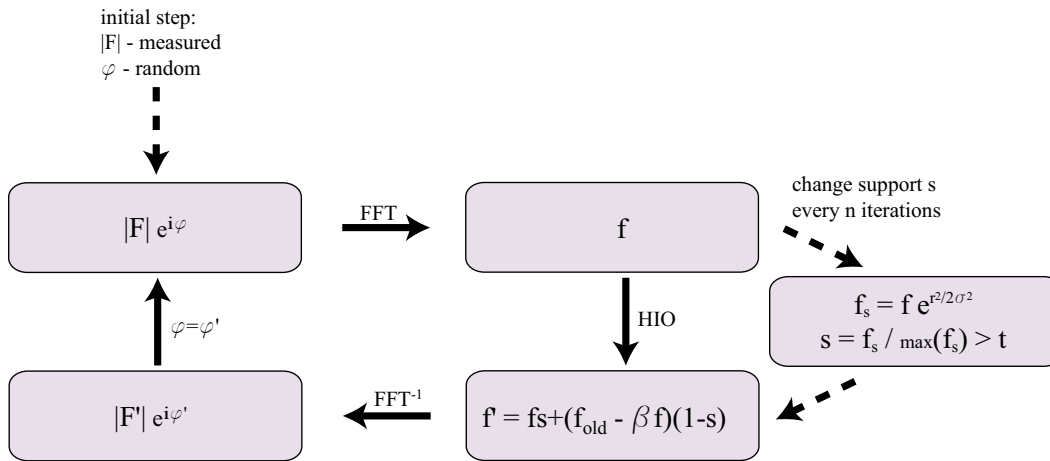 initial step:
|F| - measured
φ - random
|F| e^{iφ}
FFT
f
change support s
every n iterations
f_s = f e^{r²/2σ²}
s = f_s / max(f_s) > t
HIO
φ=φ'
|F'| e^{iφ'}
FFT⁻¹
f' = fs+(f_old - β f)(1-s)